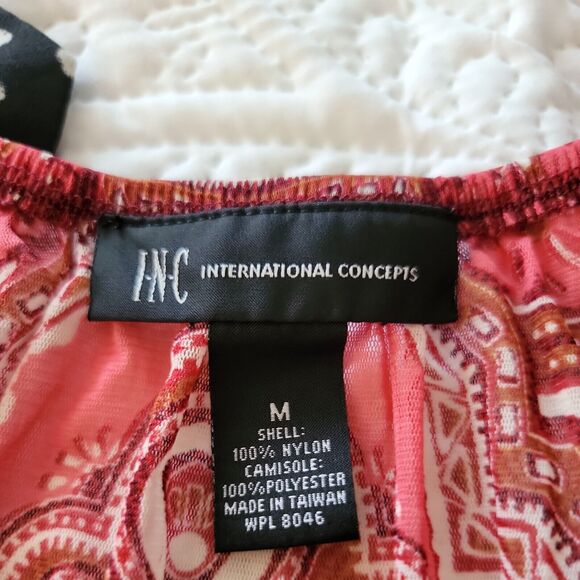 I·N·C INTERNATIONAL CONCEPTS
M
SHELL:
100% NYLON
CAMISOLE:
100%POLYESTER
MADE IN TAIWAN
WPL 8046